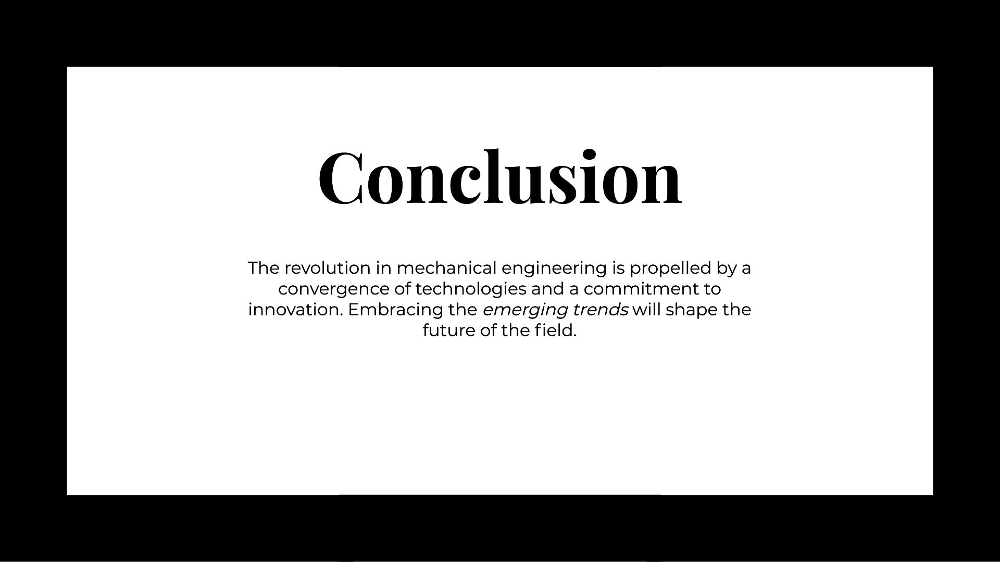 Conclusion
The revolution in mechanical engineering is propelled by a
convergence of technologies and a commitment to
innovation. Embracing the emerging trends will shape the
future of the field.